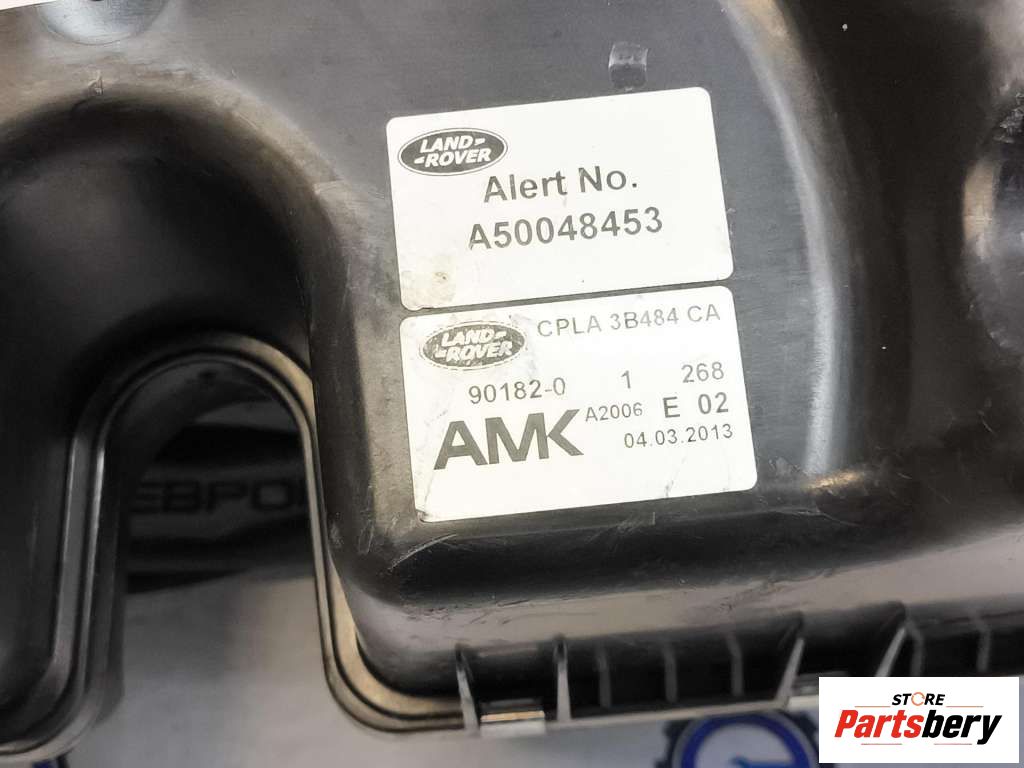 LAND-
-ROVER
Alert No.
A50048453
LAND-
-ROVER
CPLA 3B484 CA
90182-0 1 268
AMK A2006 E 02
04.03.2013
STORE
Partsbery